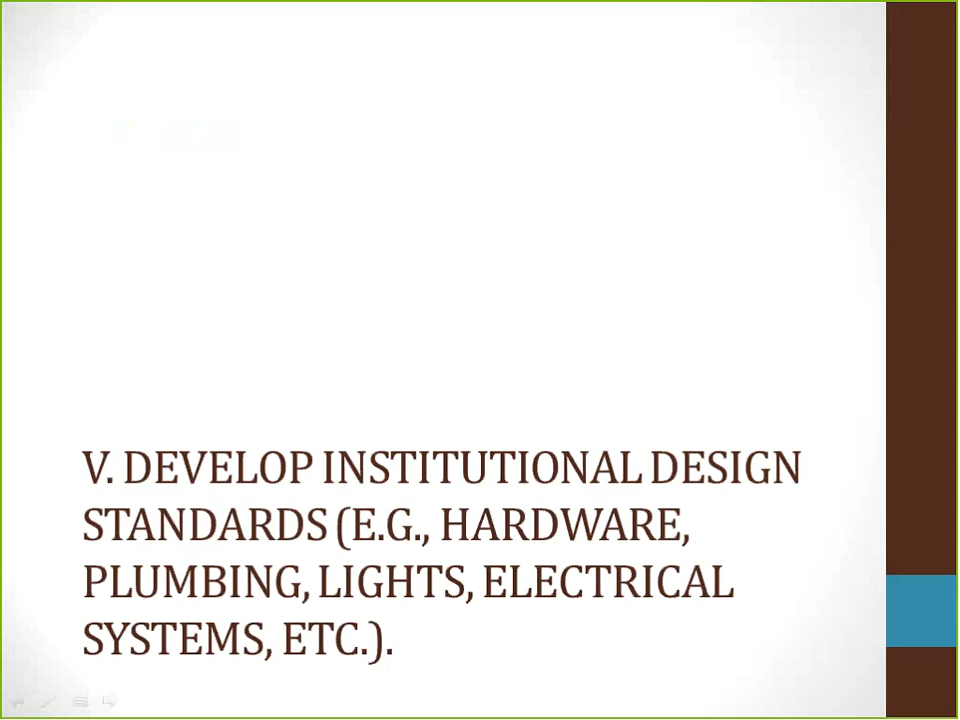 V. DEVELOP INSTITUTIONAL DESIGN
STANDARDS (E.G., HARDWARE,
PLUMBING, LIGHTS, ELECTRICAL
SYSTEMS, ETC.).